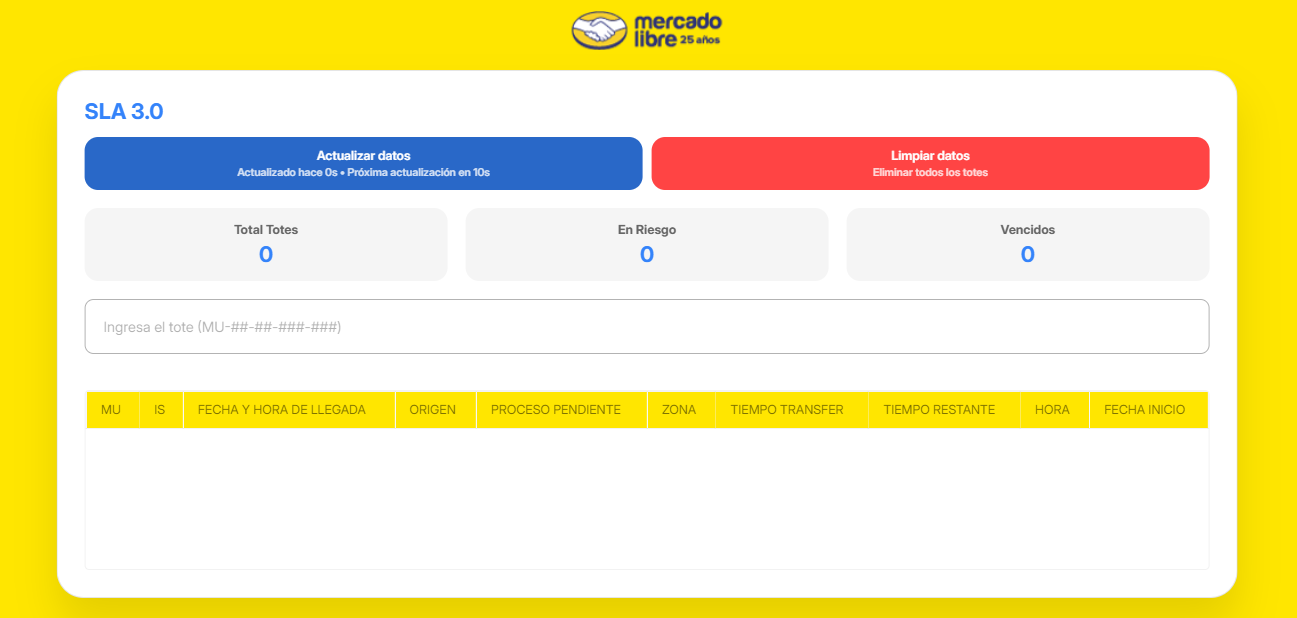 mercado
libre 25 años
SLA 3.0
Actualizar datos
Actualizado hace 0s • Próxima actualización en 10s
Limpiar datos
Eliminar todos los totes
Total Totes
0
En Riesgo
0
Vencidos
0
Ingresa el tote (MU-##-##-###-###)
MU IS FECHA Y HORA DE LLEGADA ORIGEN PROCESO PENDIENTE ZONA TIEMPO TRANSFER TIEMPO RESTANTE HORA FECHA INICIO